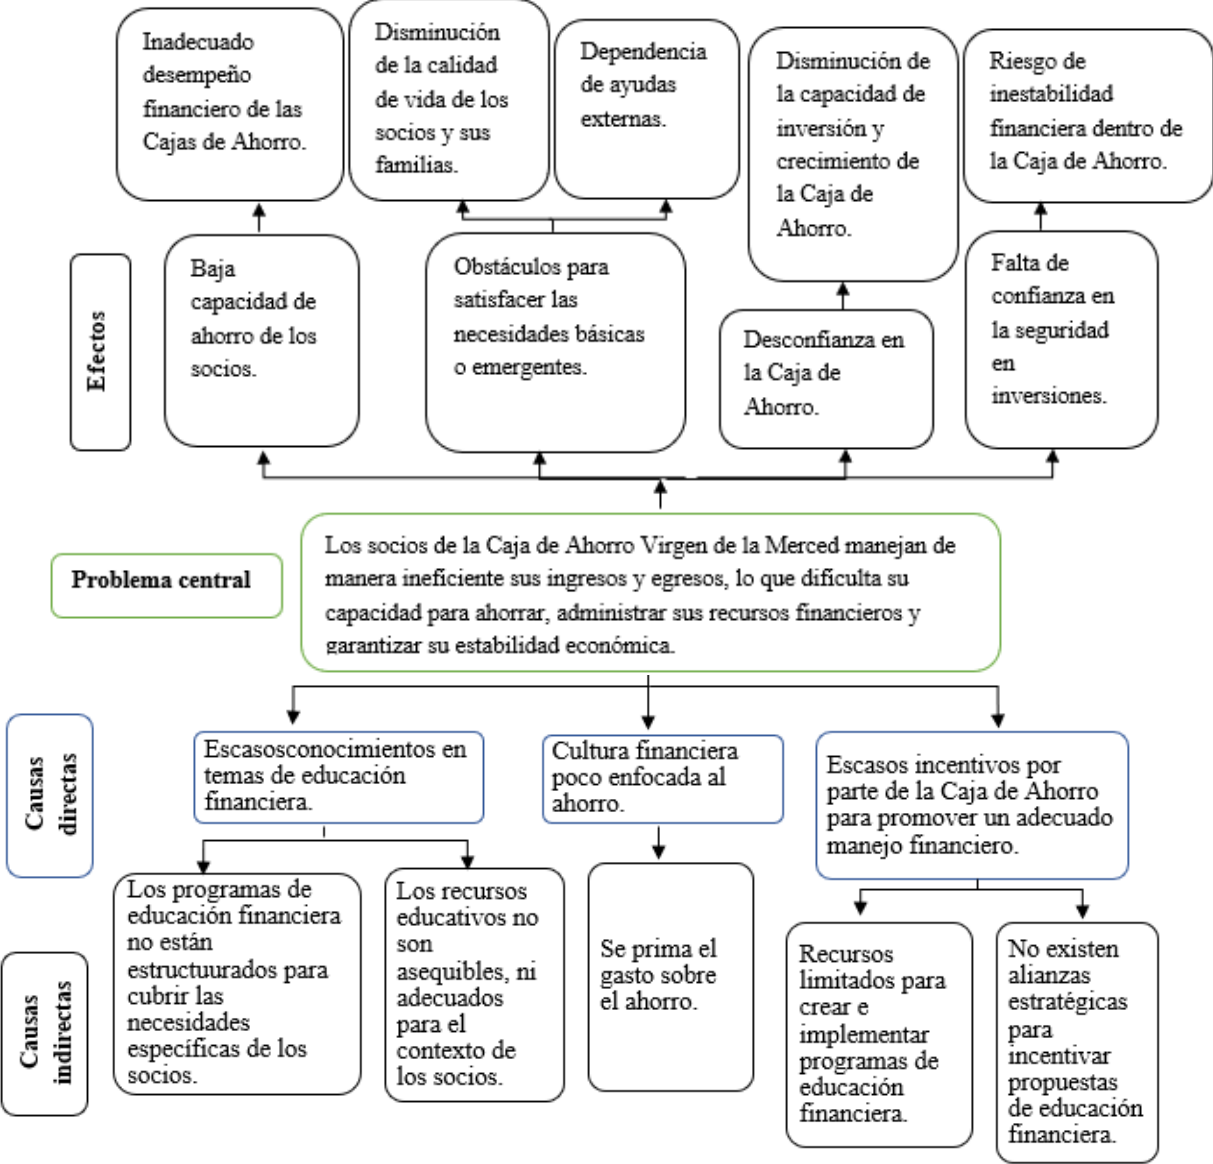 Inadecuado
desempeño
financiero de las
Cajas de Ahorro.
Disminución
de la calidad
de vida de los
socios y sus
familias.
Dependencia
de ayudas
externas.
Disminución de
la capacidad de
inversión y
crecimiento de
la Caja de
Ahorro.
Riesgo de
inestabilidad
financiera dentro de
la Caja de Ahorro.
Efectos
Baja
capacidad de
ahorro de los
socios.
Obstáculos para
satisfacer las
necesidades básicas
o emergentes.
Desconfianza en
la Caja de
Ahorro.
Falta de
confianza en
la seguridad
en
inversiones.
Problema central
Los socios de la Caja de Ahorro Virgen de la Merced manejan de
manera ineficiente sus ingresos y egresos, lo que dificulta su
capacidad para ahorrar, administrar sus recursos financieros y
garantizar su estabilidad económica.
Causas
directas
Escasosconocimientos en
temas de educación
financiera.
Cultura financiera
poco enfocada al
ahorro.
Escasos incentivos por
parte de la Caja de Ahorro
para promover un adecuado
manejo financiero.
Causas
indirectas
Los programas de
educación financiera
no están
estructuurados para
cubrir las
necesidades
específicas de los
socios.
Los recursos
educativos no
son
asequibles, ni
adecuados
para el
contexto de
los socios.
Se prima el
gasto sobre
el ahorro.
Recursos
limitados para
crear e
implementar
programas de
educación
financiera.
No existen
alianzas
estratégicas
para
incentivar
propuestas
de educación
financiera.